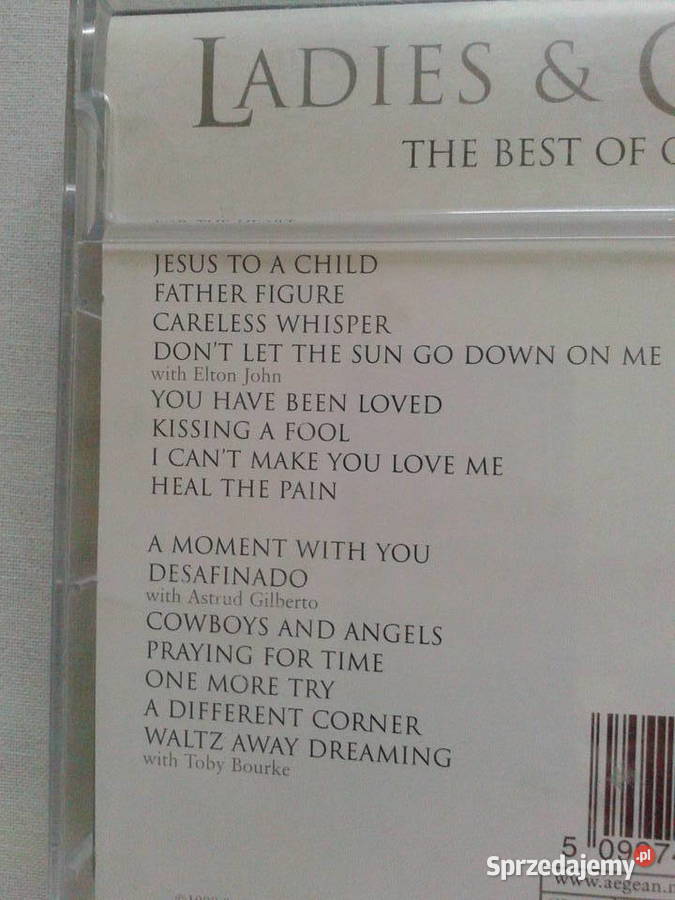 LADIES &
THE BEST OF
JESUS TO A CHILD
FATHER FIGURE
CARELESS WHISPER
DON'T LET THE SUN GO DOWN ON ME
with Elton John
YOU HAVE BEEN LOVED
KISSING A FOOL
I CAN'T MAKE YOU LOVE ME
HEAL THE PAIN
A MOMENT WITH YOU
DESAFINADO
with Astrud Gilberto
COWBOYS AND ANGELS
PRAYING FOR TIME
ONE MORE TRY
A DIFFERENT CORNER
WALTZ AWAY DREAMING
with Toby Bourke
5
Sprzedajemy.pl
www.aegean.n